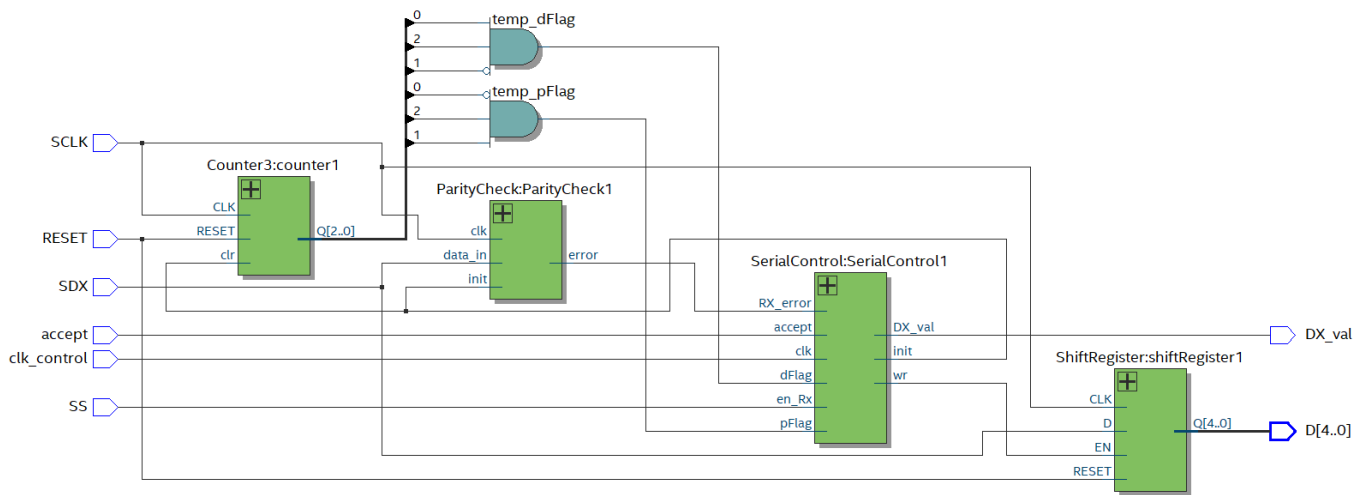 0
temp_dFlag
2
1
0
temp_pFlag
2
1
SCLK
Counter3:counter1
CLK
RESET
clr
Q[2..0]
RESET
ParityCheck:ParityCheck1
clk
data_in
init
error
SDX
accept
clk_control
SS
SerialControl:SerialControl1
RX_error
accept
clk
dFlag
en_Rx
pFlag
DX_val
init
wr
DX_val
ShiftRegister:shiftRegister1
CLK
D
EN
RESET
Q[4..0]
D[4..0]